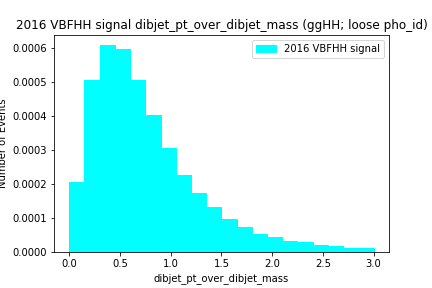 2016 VBFHH signal dibjet_pt_over_dibjet_mass (ggHH; loose pho_id)
2016 VBFHH signal
Number of Events
0.0006
0.0005
0.0004
0.0003
0.0002
0.0001
0.0000
0.0 0.5 1.0 1.5 2.0 2.5 3.0
dibjet_pt_over_dibjet_mass